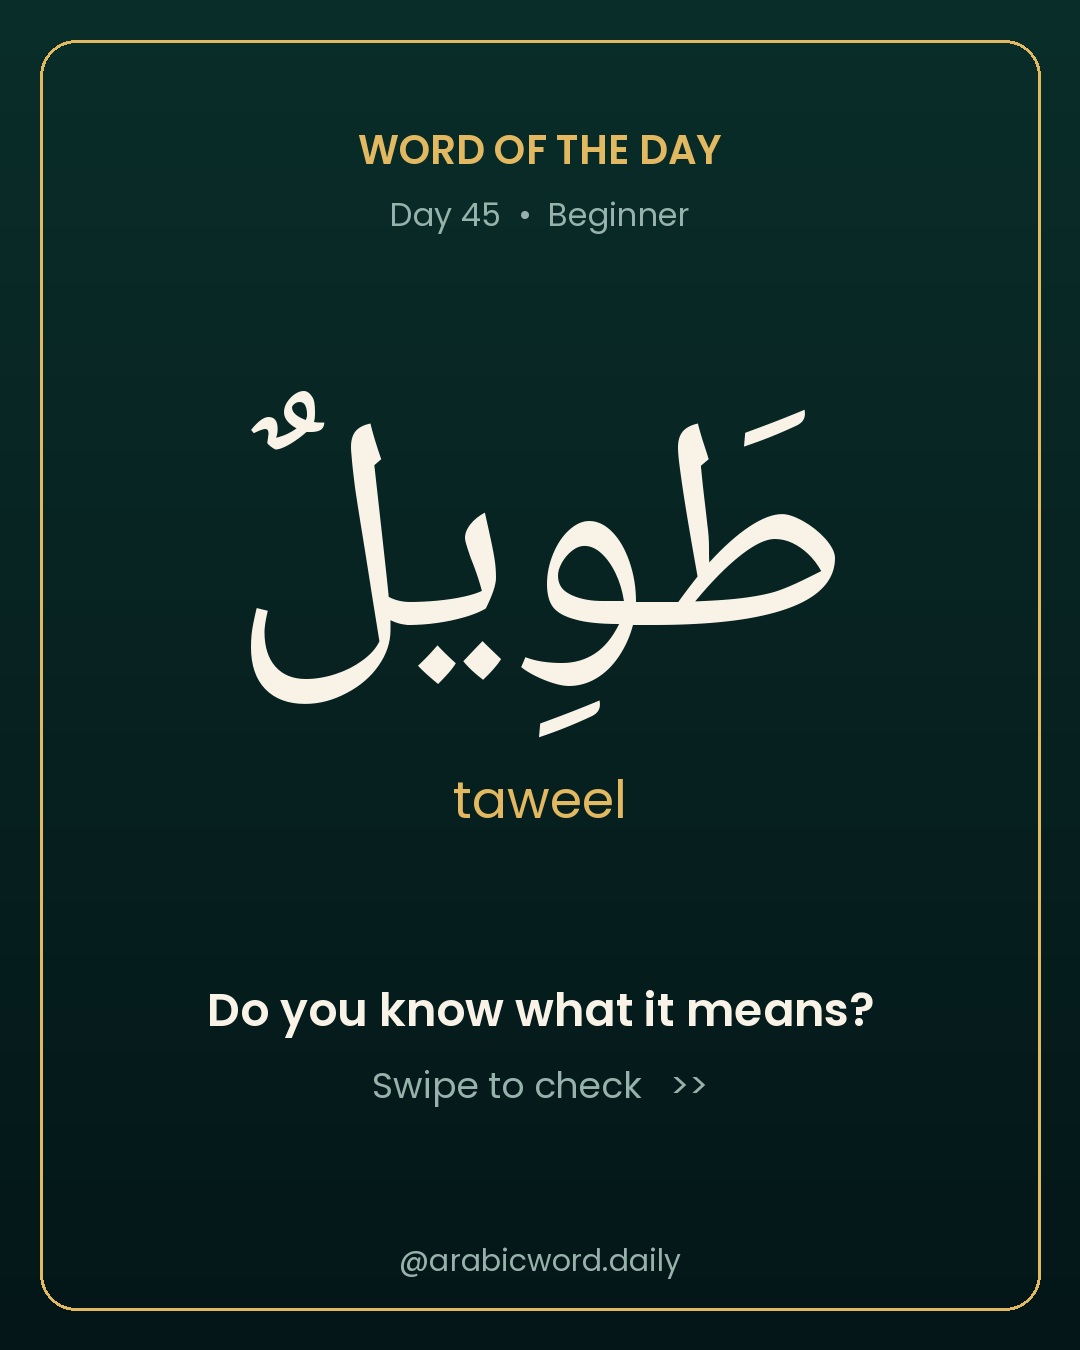 WORD OF THE DAY
Day 45 • Beginner
طَوِيلٌ
taweel
Do you know what it means?
Swipe to check >>
@arabicword.daily